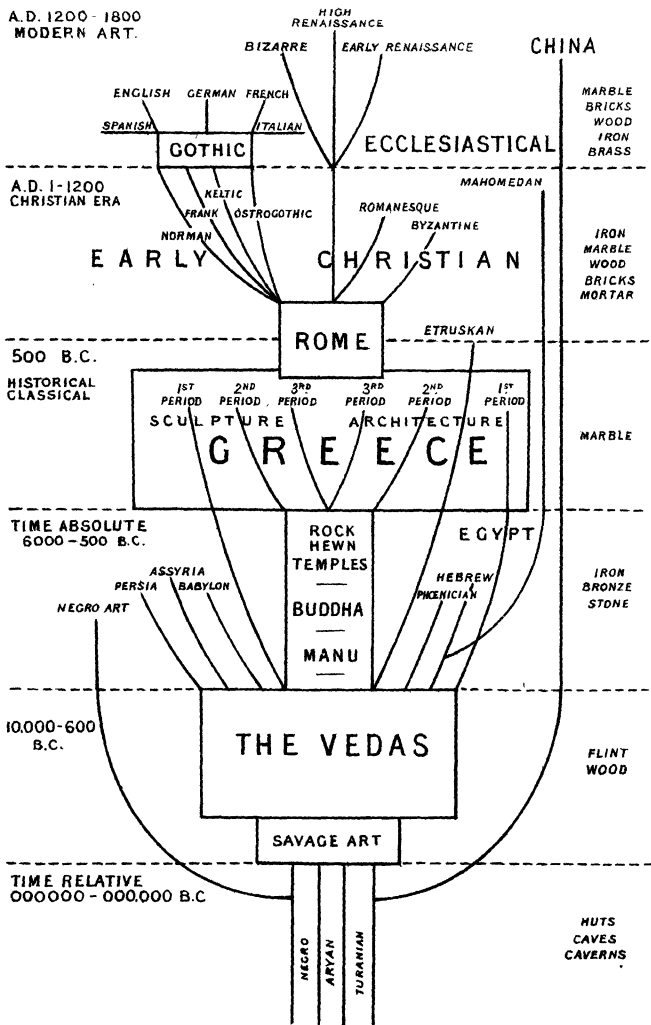 A.D. 1200 - 1800
MODERN ART.
HIGH
RENAISSANCE
BIZARRE
EARLY RENAISSANCE
CHINA
ENGLISH
GERMAN
FRENCH
SPANISH
ITALIAN
GOTHIC
ECCLESIASTICAL
MARBLE
BRICKS
WOOD
IRON
BRASS
A.D. 1-1200
CHRISTIAN ERA
MAHOMEDAN
KELTIC
FRANK
OSTROGOTHIC
NORMAN
ROMANESQUE
BYZANTINE
EARLY CHRISTIAN
IRON
MARBLE
WOOD
BRICKS
MORTAR
ROME
ETRUSKAN
500 B.C.
HISTORICAL
CLASSICAL
1ST
PERIOD
2ND
PERIOD.
3RD
PERIOD
3RD
PERIOD
2ND
PERIOD
1ST
PERIOD
SCULPTURE
ARCHITECTURE
GREECE
MARBLE
TIME ABSOLUTE
6000-500 B.C.
ROCK
HEWN
TEMPLES
EGYPT
ASSYRIA
PERSIA
BABYLON
HEBREW
PHOENICIAN
NEGRO ART
BUDDHA
MANU
IRON
BRONZE
STONE
10.000-600
B.C.
THE VEDAS
FLINT
WOOD
SAVAGE ART
TIME RELATIVE
000000 - 000.000 B.C
NEGRO
ARYAN
TURANIAN
HUTS
CAVES
CAVERNS